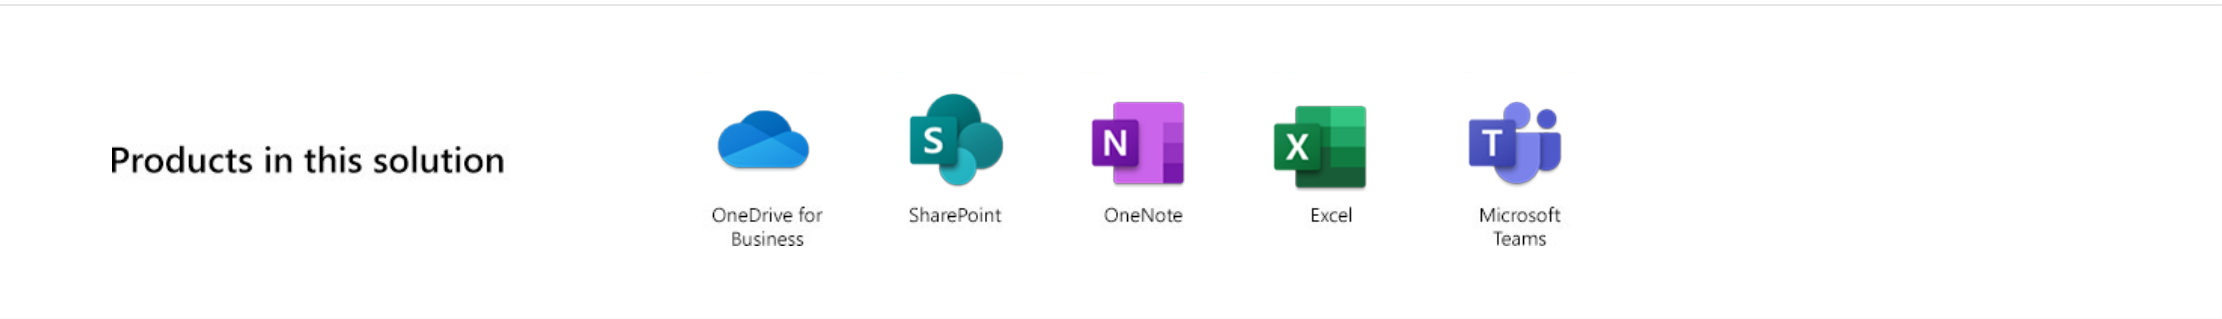 Products in this solution
S
N
X
T
OneDrive for
Business
SharePoint
OneNote
Excel
Microsoft
Teams